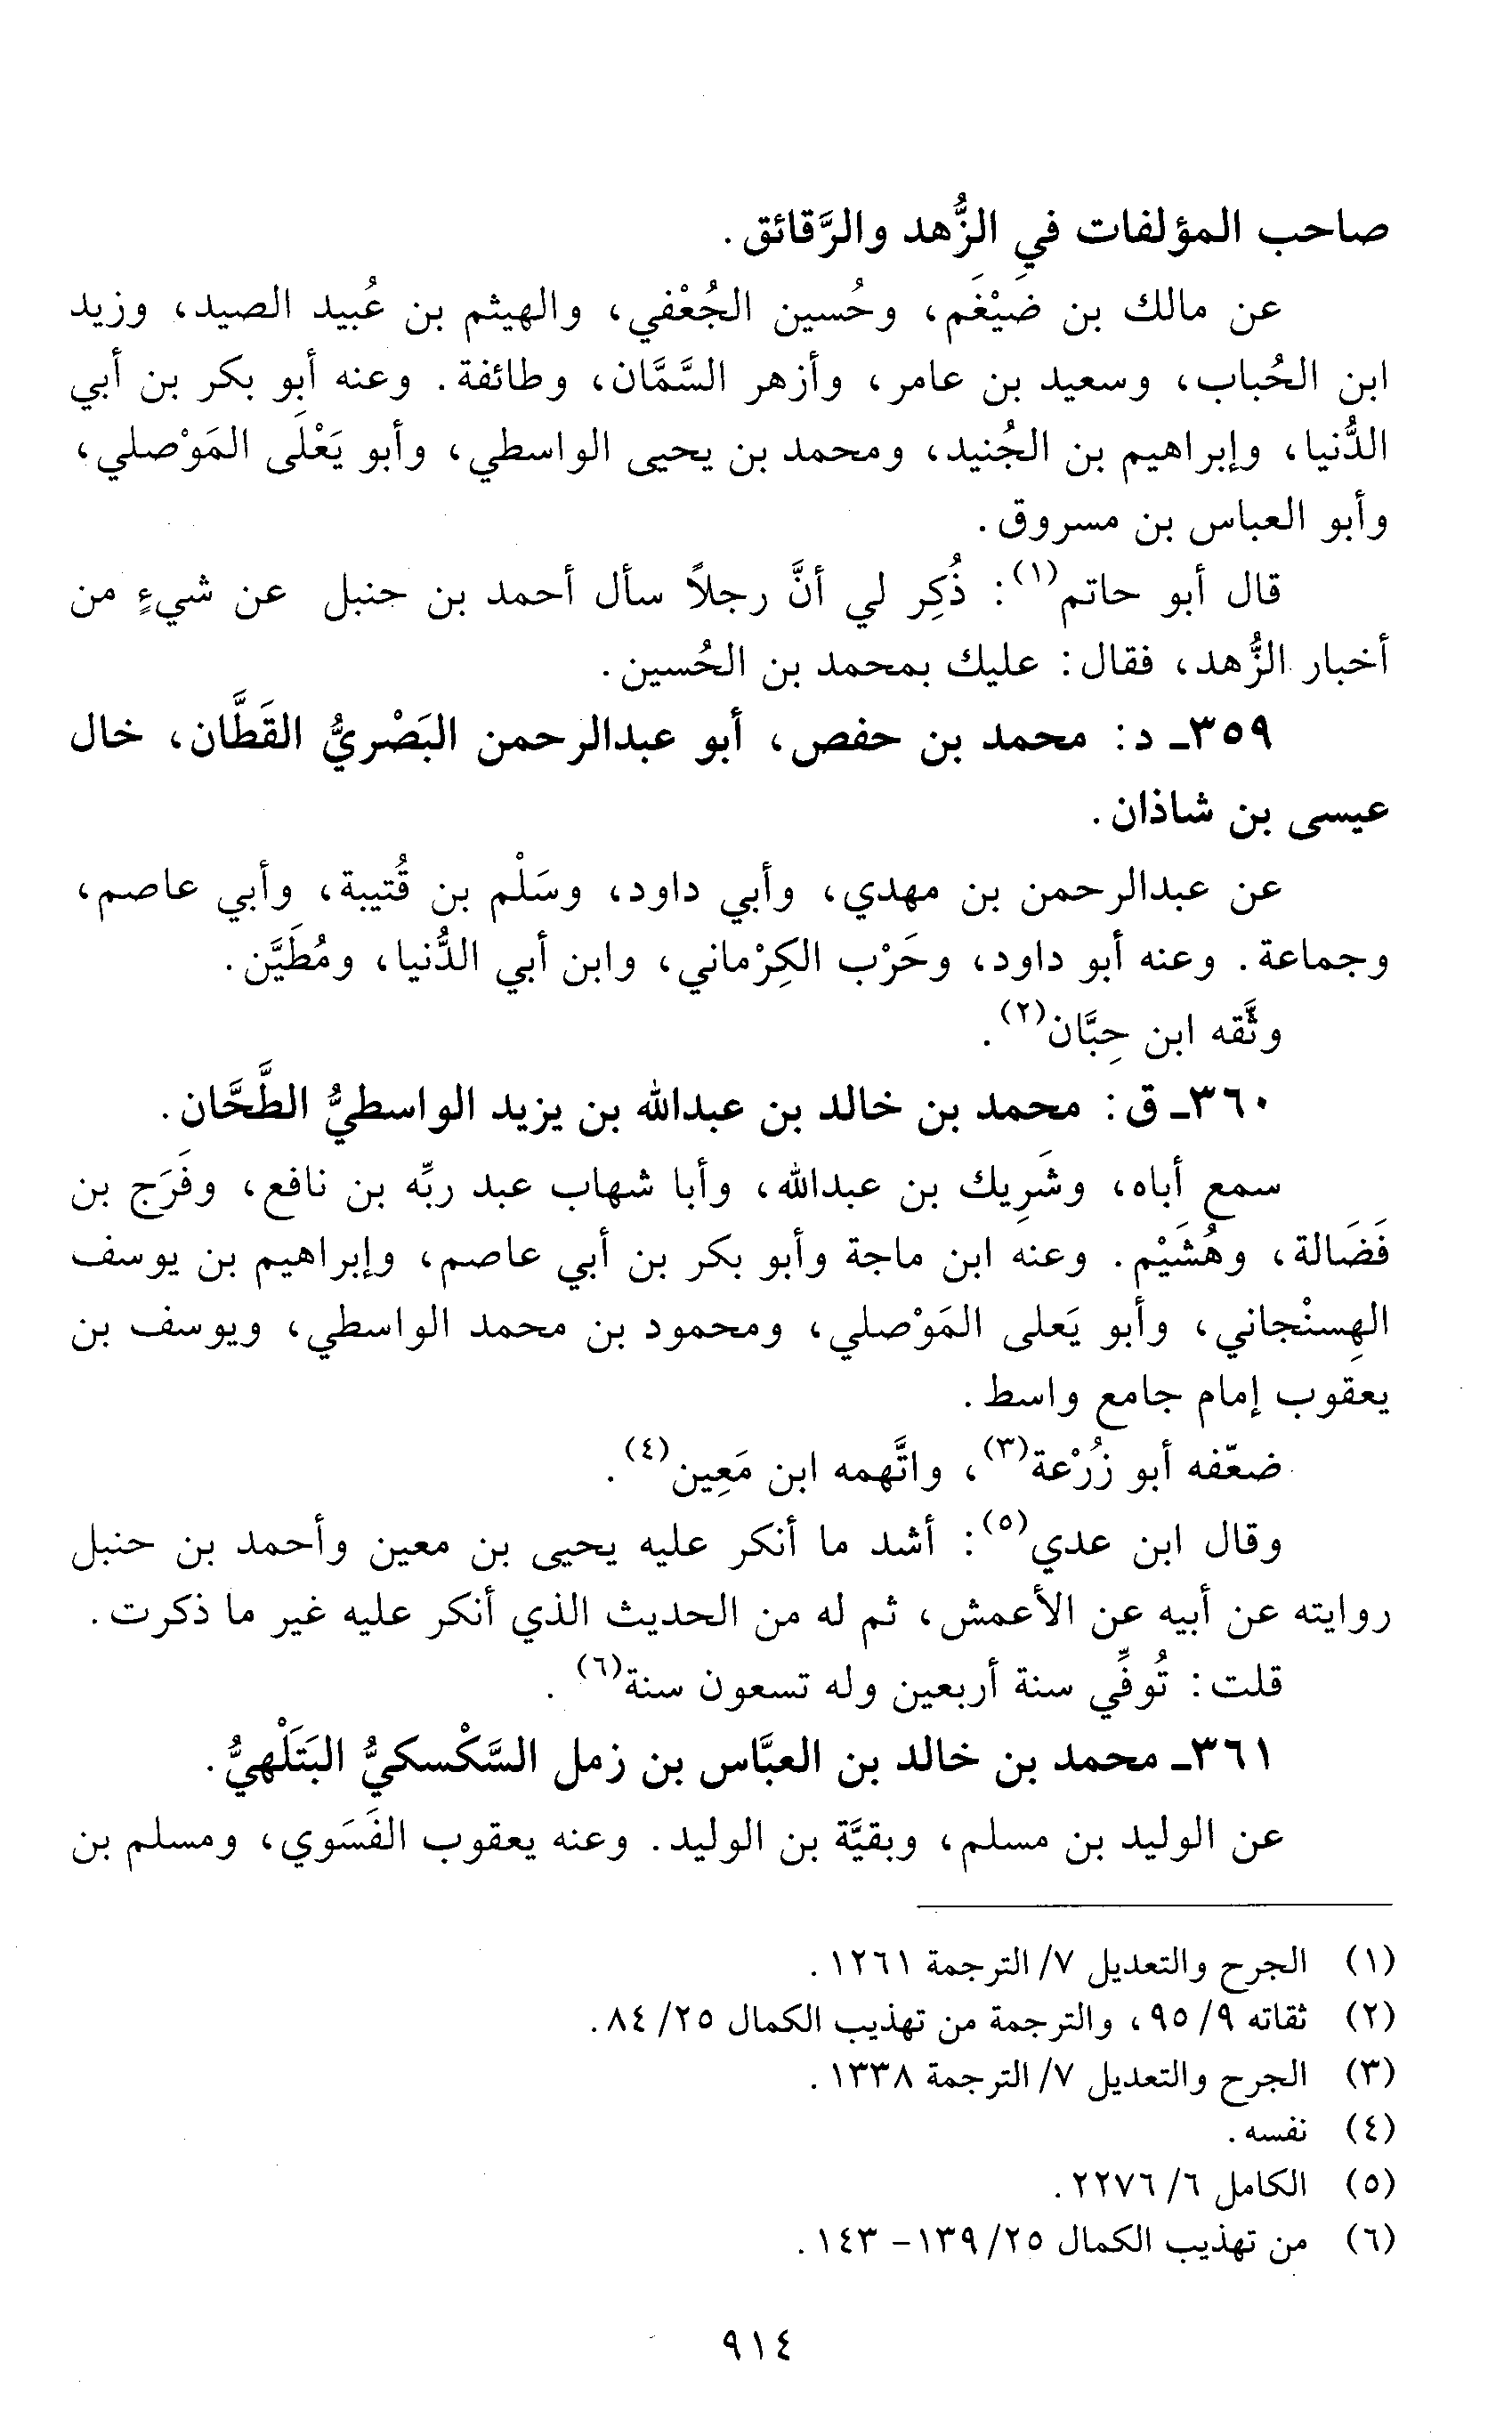 صاحب المؤلفات في الزُّهد والرَّقائق.
عن مالك بن ضَيْغَم، وحُسين الجُعْفي، والهيثم بن عُبيد الصيد، وزيد
ابن الحُباب، وسعيد بن عامر، وأزهر السَّمَّان، وطائفة. وعنه أبو بكر بن أبي
الدُّنيا، وإبراهيم بن الجُنيد، ومحمد بن يحيى الواسطي، وأبو يَعْلَى المَوْصلي،
وأبو العباس بن مسروق.
قال أبو حاتم(١): ذُكِر لي أنَّ رجلاً سأل أحمد بن حنبل عن شيءٍ من
أخبار الزُّهد، فقال: عليك بمحمد بن الحُسين.
٣٥٩ـ د: محمد بن حفص، أبو عبدالرحمن البَصْريُّ القَطَّان، خال
عيسى بن شاذان.
عن عبدالرحمن بن مهدي، وأبي داود، وسَلْم بن قُتيبة، وأبي عاصم،
وجماعة. وعنه أبو داود، وحَرْب الكِرْماني، وابن أبي الدُّنيا، ومُطَيَّن.
وثَّقه ابن حِبَّان(٢).
٣٦٠ـ ق: محمد بن خالد بن عبدالله بن يزيد الواسطيُّ الطَّحَّان.
سمع أباه، وشَرِيك بن عبدالله، وأبا شهاب عبد ربِّه بن نافع، وفَرَج بن
فَضَالة، وهُشَيْم. وعنه ابن ماجة وأبو بكر بن أبي عاصم، وإبراهيم بن يوسف
الهِسنْجاني، وأبو يَعلى المَوْصلي، ومحمود بن محمد الواسطي، ويوسف بن
يعقوب إمام جامع واسط.
ضعّفه أبو زُرْعة(٣)، واتَّهمه ابن مَعِين(٤).
وقال ابن عدي(٥): أشد ما أنكر عليه يحيى بن معين وأحمد بن حنبل
روايته عن أبيه عن الأعمش، ثم له من الحديث الذي أنكر عليه غير ما ذكرت.
قلت: تُوفِّي سنة أربعين وله تسعون سنة(٦).
٣٦١ـ محمد بن خالد بن العبَّاس بن زمل السَّكْسكيُّ البَتَلْهيُّ.
عن الوليد بن مسلم، وبقيَّة بن الوليد. وعنه يعقوب الفَسَوي، ومسلم بن
(١) الجرح والتعديل ٧/ الترجمة ١٢٦١.
(٢) ثقاته ٩/ ٩٥، والترجمة من تهذيب الكمال ٢٥/ ٨٤.
(٣) الجرح والتعديل ٧/ الترجمة ١٣٣٨.
(٤) نفسه.
(٥) الكامل ٦/ ٢٢٧٦.
(٦) من تهذيب الكمال ٢٥/ ١٣٩- ١٤٣.
٩١٤